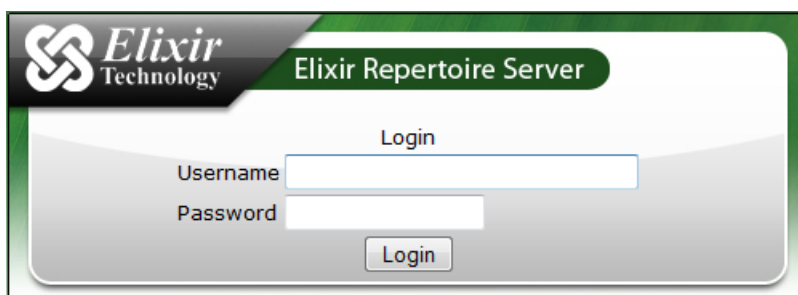 Elixir
Technology
Elixir Repertoire Server
Login
Username
Password
Login